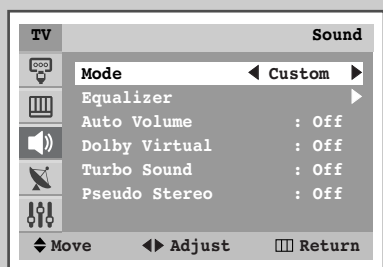 TV Sound
Mode ◀ Custom ▶
Equalizer ▶
Auto Volume : Off
Dolby Virtual : Off
Turbo Sound : Off
Pseudo Stereo : Off
Move Adjust Return